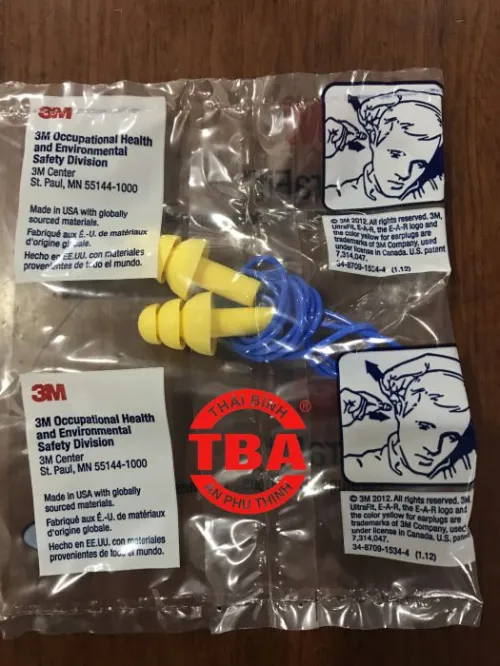 3M
3M Occupational Health
and Environmental
Safety Division
3M Center
St. Paul, MN 55144-1000
Made in USA with globally
sourced materials.
Fabriqué aux É.-U. de matériaux
d'origine globale.
Hecho en EE.UU. con materiales
provenientes de todo el mundo.
© 3M 2012. All rights reserved. 3M,
UltraFit, E-A-R, the E-A-R logo and
the color yellow for earplugs are
trademarks of 3M Company, used
under license in Canada. U.S. patent
7,314,047.
34-8709-1534-4 (1.12)
3M
3M Occupational Health
and Environmental
Safety Division
3M Center
St. Paul, MN 55144-1000
Made in USA with globally
sourced materials.
Fabriqué aux É.-U. de matériaux
d'origine globale.
Hecho en EE.UU. con materiales
provenientes de todo el mundo.
THAI BINH
®
TBA
AN PHU THINH
© 3M 2012. All rights reserved. 3M,
UltraFit, E-A-R, the E-A-R logo and
the color yellow for earplugs are
trademarks of 3M Company, used
under license in Canada. U.S. patent
7,314,047.
34-8709-1534-4 (1.12)